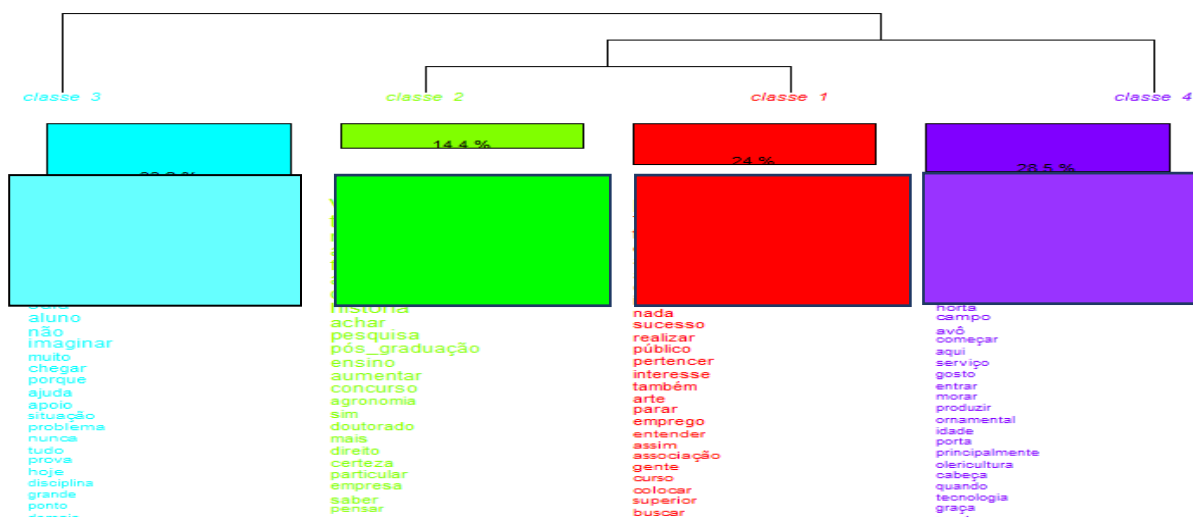 classe 3
classe 2
classe 1
classe 4
14.4 %
24 %
28.5 %
aluno
não
imaginar
muito
chegar
porque
ajuda
apoio
situação
problema
nunca
tudo
prova
hoje
disciplina
grande
ponto
história
achar
pesquisa
pós_graduação
ensino
aumentar
concurso
agronomia
sim
doutorado
mais
direito
certeza
particular
empresa
saber
pensar
nada
sucesso
realizar
público
pertencer
interesse
também
arte
parar
emprego
entender
assim
associação
gente
curso
colocar
superior
buscar
horta
campo
avô
começar
aqui
serviço
gosto
entrar
morar
produzir
ornamental
idade
porta
principalmente
olericultura
cabeça
quando
tecnologia
graça